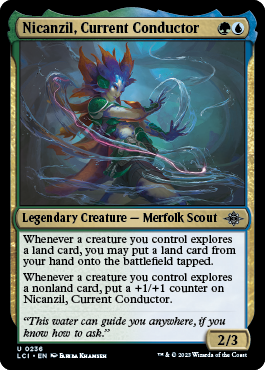 Nicanzil, Current Conductor
Legendary Creature — Merfolk Scout
Whenever a creature you control explores
a land card, you may put a land card from
your hand onto the battlefield tapped.
Whenever a creature you control explores
a nonland card, put a +1/+1 counter on
Nicanzil, Current Conductor.
"This water can guide you anywhere, if you
know how to ask."
2/3
U 0236
LCI • EN
™ & © 2023 Wizards of the Coast